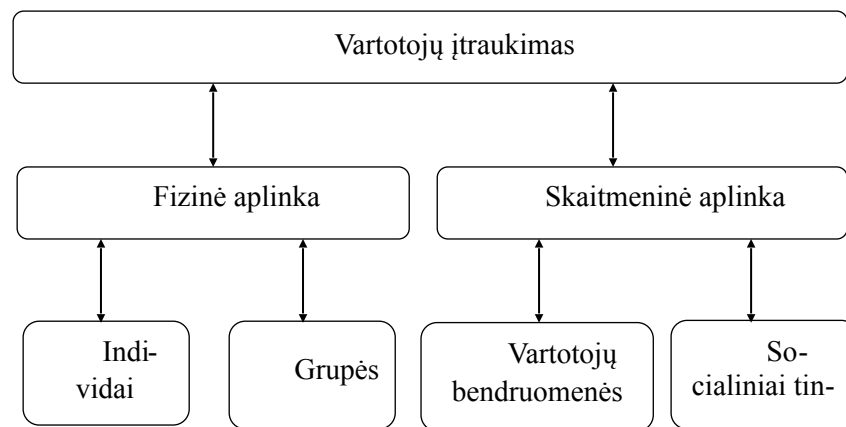 Vartotojų įtraukimas
Fizinė aplinka
Skaitmeninė aplinka
Indi-
vidai
Grupės
Vartotojų
bendruomenės
So-
cialiniai tin-